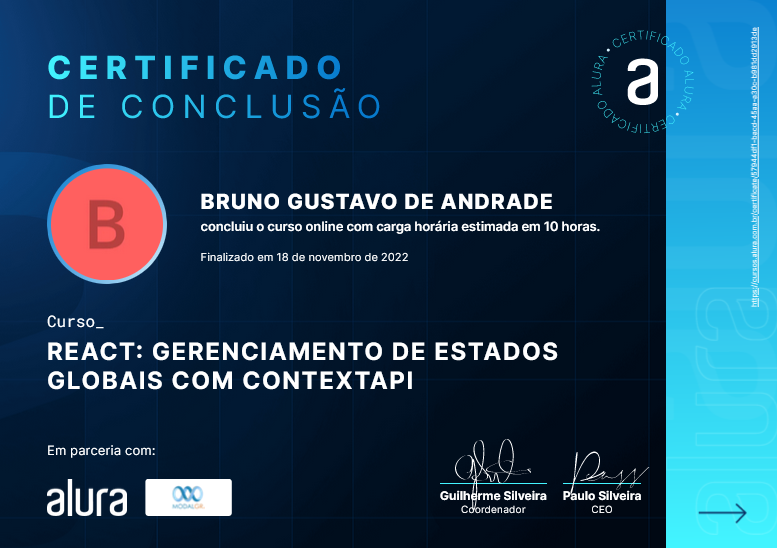 CERTIFICADO
DE CONCLUSÃO
CERTIFICADO ALURA • CERTIFICADO ALURA •
a
B
BRUNO GUSTAVO DE ANDRADE
concluiu o curso online com carga horária estimada em 10 horas.
Finalizado em 18 de novembro de 2022
Curso_
REACT: GERENCIAMENTO DE ESTADOS
GLOBAIS COM CONTEXTAPI
Em parceria com:
alura
MODALGR
Guilherme Silveira
Coordenador
Paulo Silveira
CEO
alura